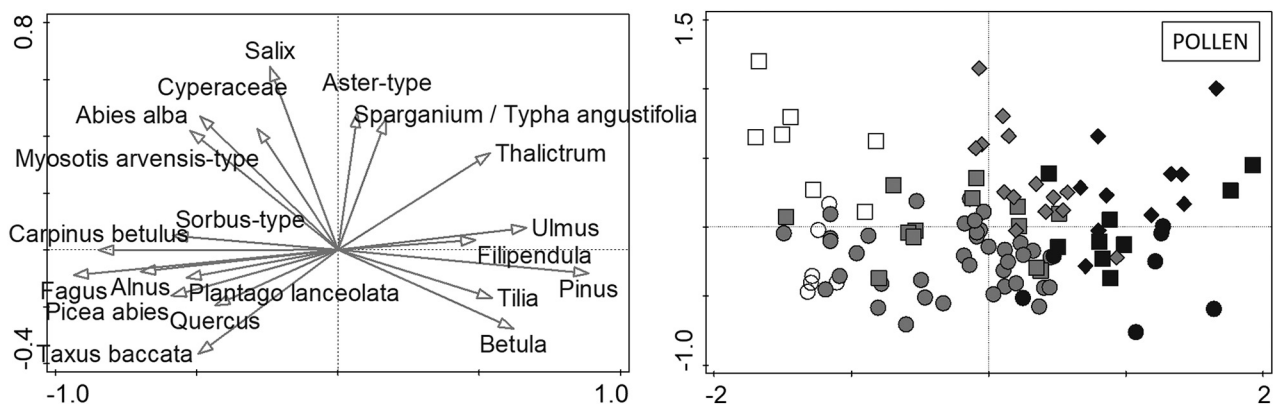 0.8
Salix
Cyperaceae
Aster-type
Abies alba
Sparganium / Typha angustifolia
Myosotis arvensis-type
Thalictrum
Sorbus-type
Carpinus betulus
Ulmus
Filipendula
Fagus
Alnus
Plantago lanceolata
Tilia
Pinus
Picea abies
Quercus
Betula
Taxus baccata
-0.4
-1.0
1.0
1.5
POLLEN
-1.0
-2
2